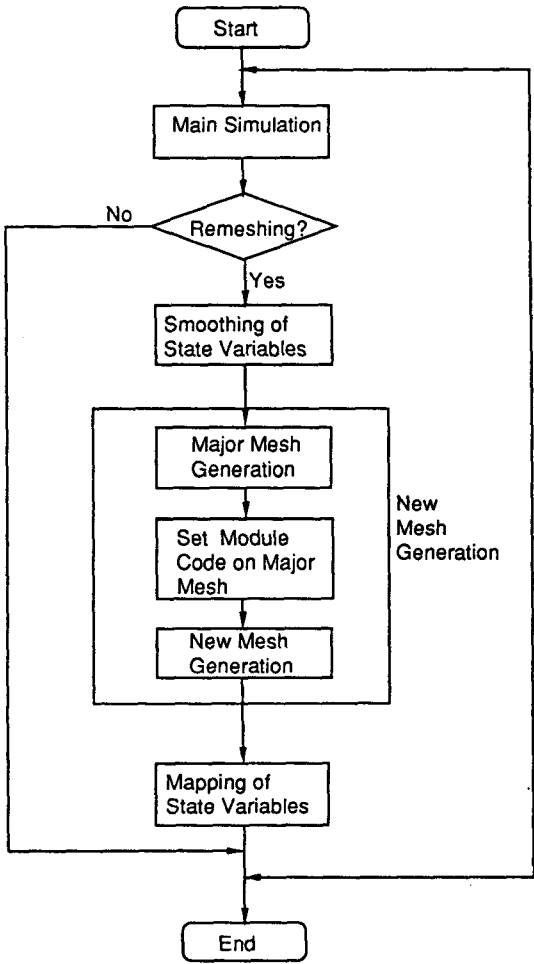 Start
Main Simulation
No
Remeshing?
Yes
Smoothing of
State Variables
Major Mesh
Generation
New
Mesh
Generation
Set Module
Code on Major
Mesh
New Mesh
Generation
Mapping of
State Variables
End